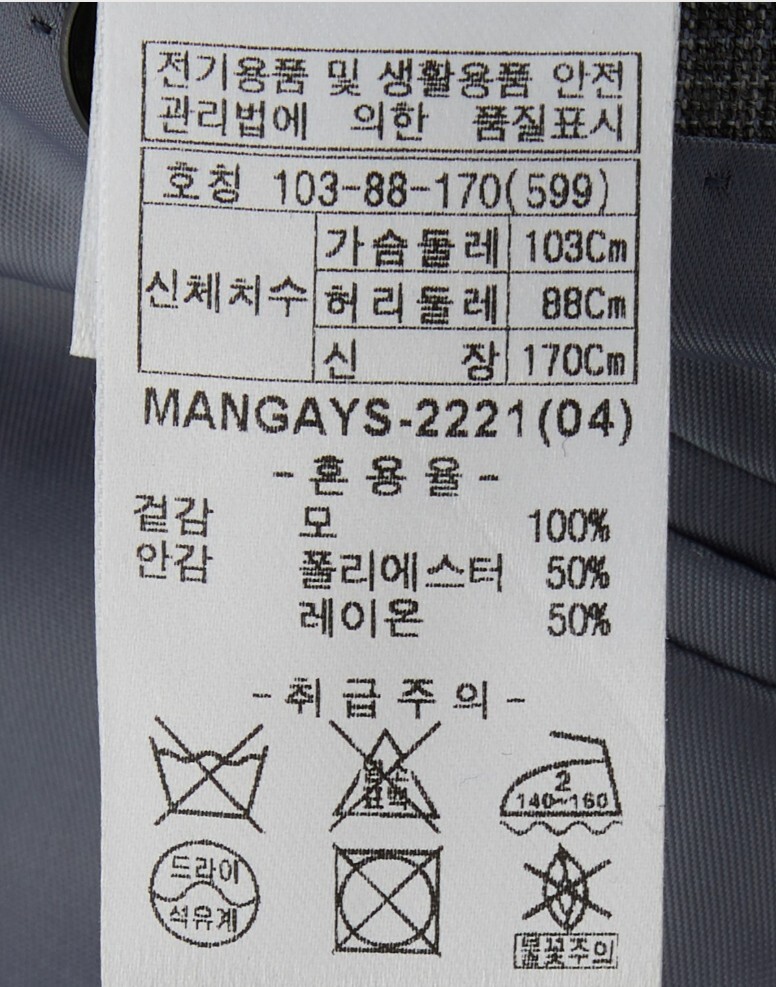 전기용품 및 생활용품 안전
관리법에 의한 품질표시
호칭 103-88-170(599)
신체치수
가슴둘레 103Cm
허리둘레 88Cm
신 장 170Cm
MANGAYS-2221(04)
-혼용율-
겉감 모 100%
안감 폴리에스터 50%
레이온 50%
-취급주의-
염소
표백
2
140~160
드라이
석유계
불꽃주의